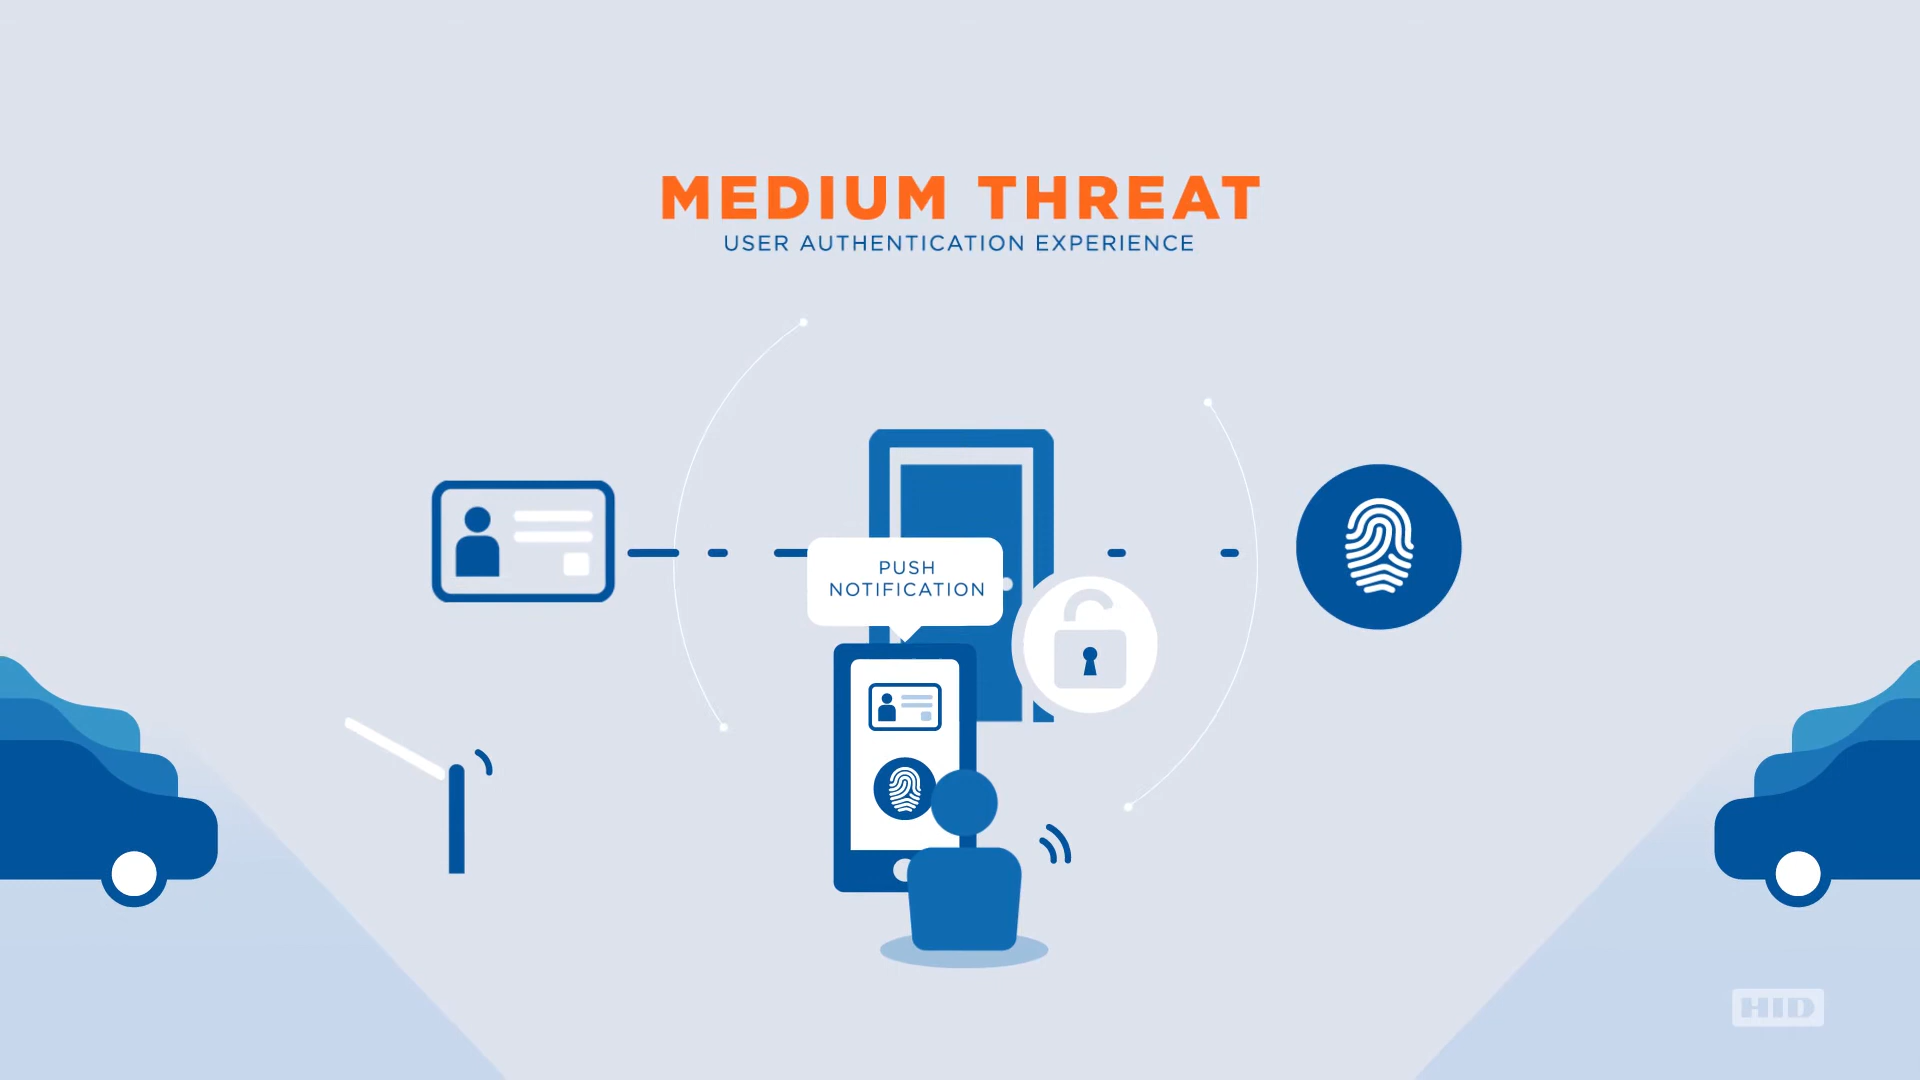 MEDIUM THREAT
USER AUTHENTICATION EXPERIENCE
PUSH
NOTIFICATION
HID